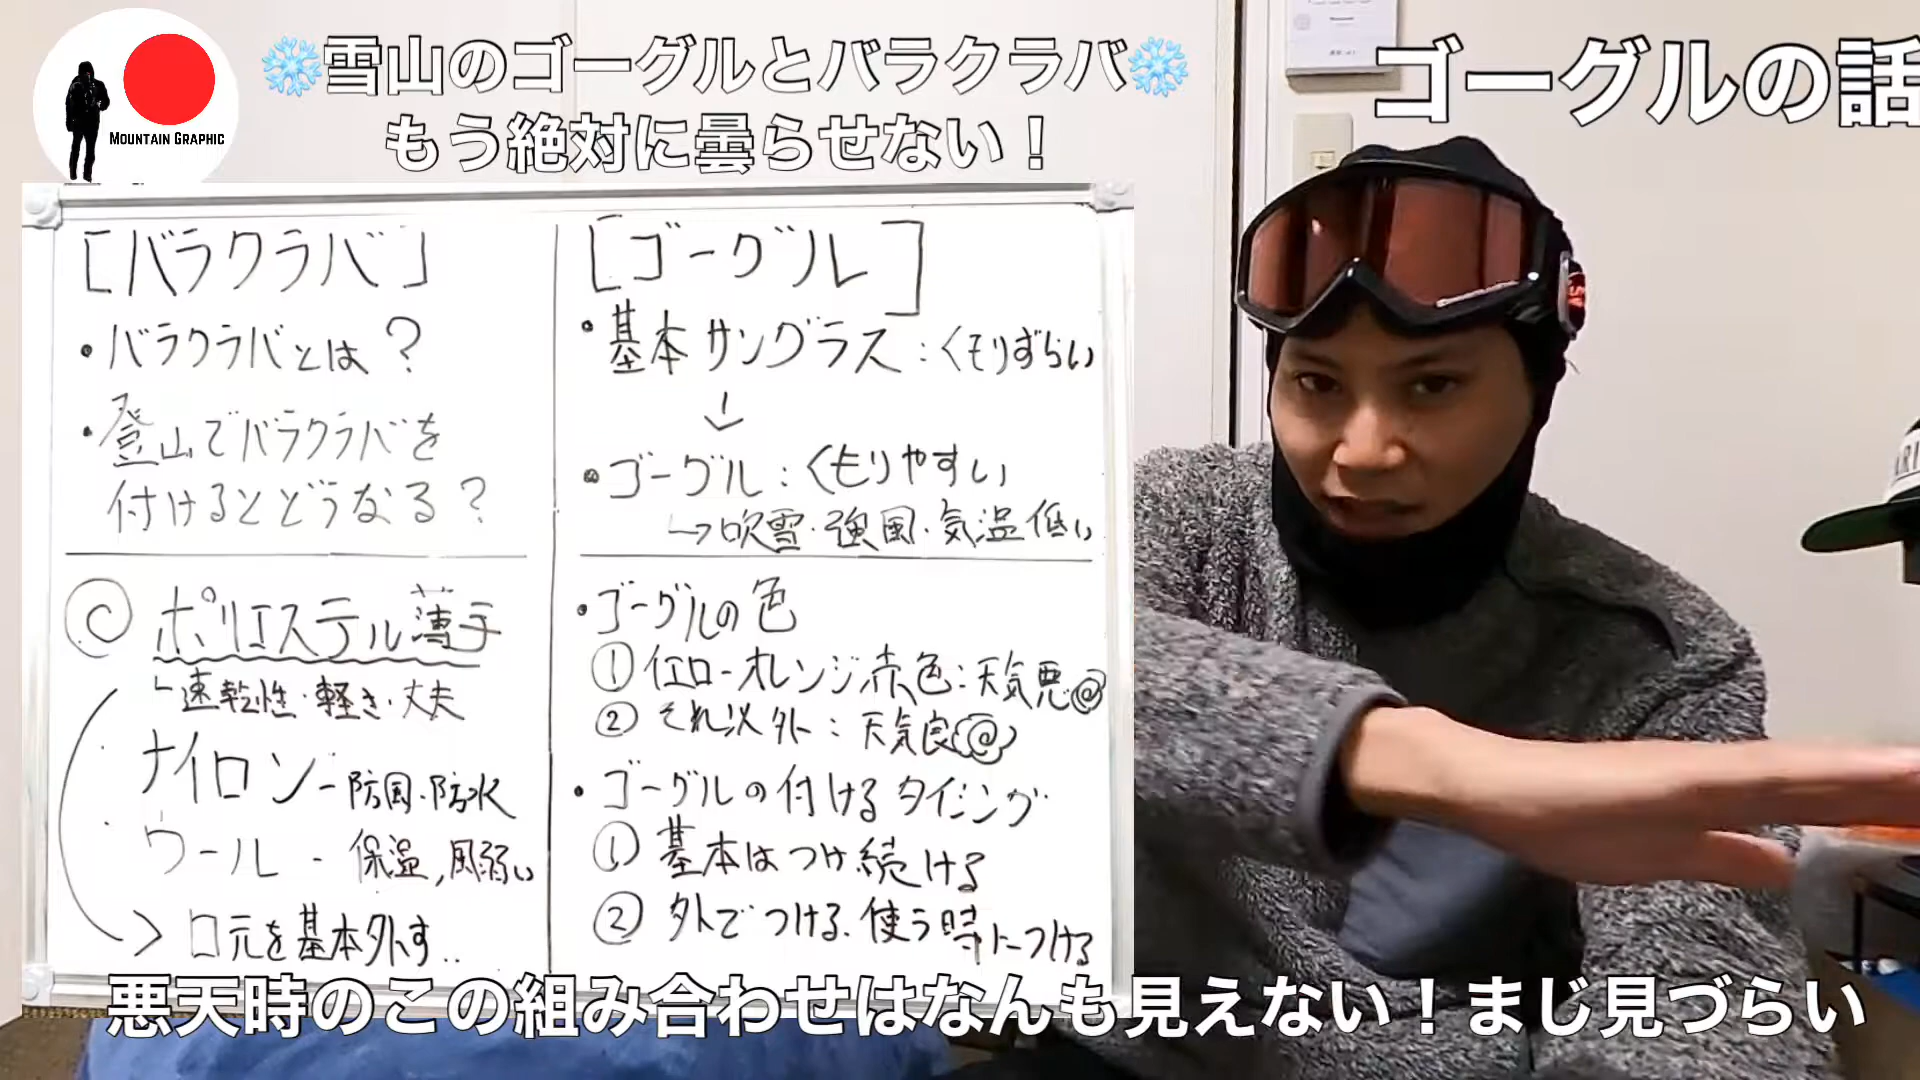 ❄雪山のゴーグルとバラクラバ❄
もう絶対に曇らせない！
ゴーグルの話
MOUNTAIN GRAPHIC
[バラクラバ]
・バラクラバとは？
・登山でバラクラバを
付けるとどうなる？
ポリエステル薄手
速乾性・軽さ・丈夫
ナイロン-防風・防水
ウール - 保温,風弱い
→口元を基本外す..
[ゴーグル]
・基本サングラス:くもりずらい
↓
・ゴーグル:くもりやすい
→吹雪・強風・気温低い
・ゴーグルの色
①イエロー オレンジ 赤色:天気悪
②それ以外:天気良
・ゴーグルの付けるタイミング
①基本はつけ続ける
②外でつける.使う時につける
悪天時のこの組み合わせはなんも見えない！まじ見づらい